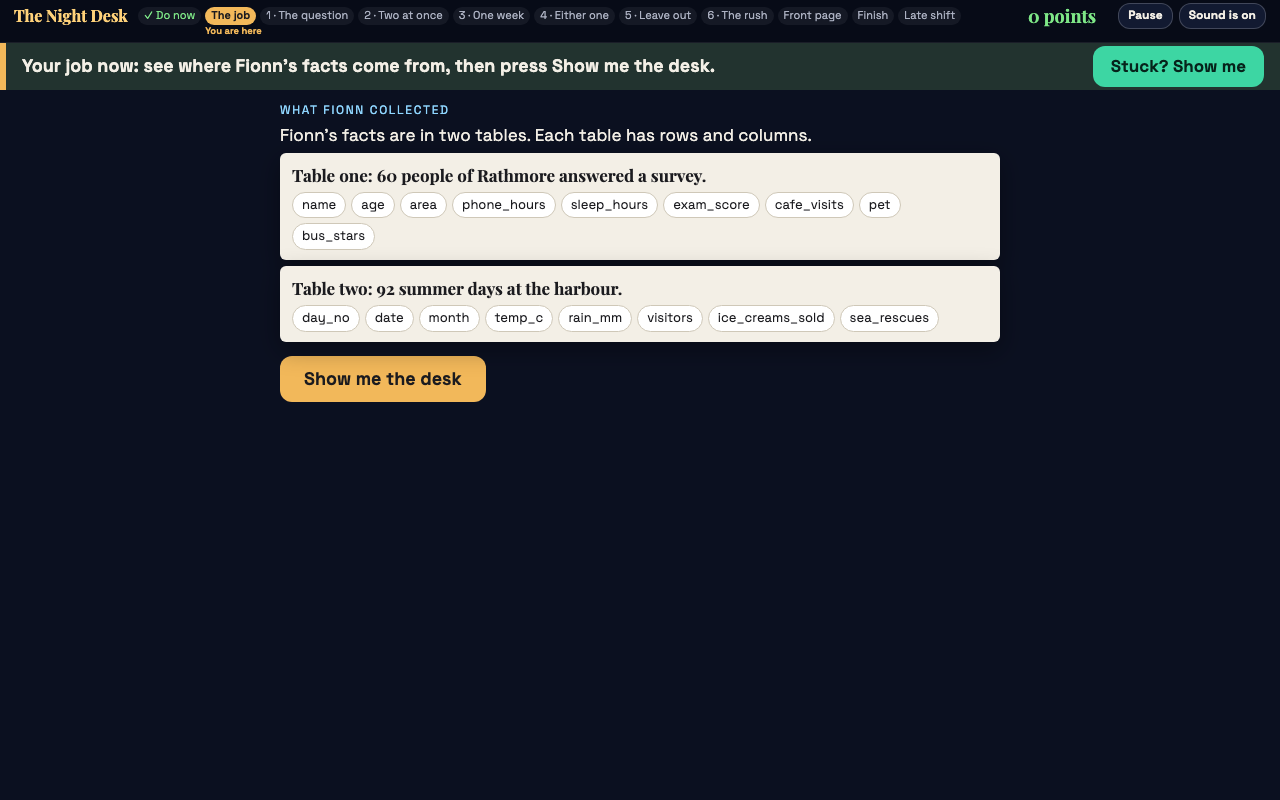 The Night Desk ✓ Do now The job 1 · The question 2 · Two at once 3 · One week 4 · Either one 5 · Leave out 6 · The rush Front page Finish Late shift 0 points Pause Sound is on
You are here
Your job now: see where Fionn's facts come from, then press Show me the desk. Stuck? Show me
WHAT FIONN COLLECTED
Fionn's facts are in two tables. Each table has rows and columns.
Table one: 60 people of Rathmore answered a survey.
name age area phone_hours sleep_hours exam_score cafe_visits pet
bus_stars
Table two: 92 summer days at the harbour.
day_no date month temp_c rain_mm visitors ice_creams_sold sea_rescues
Show me the desk